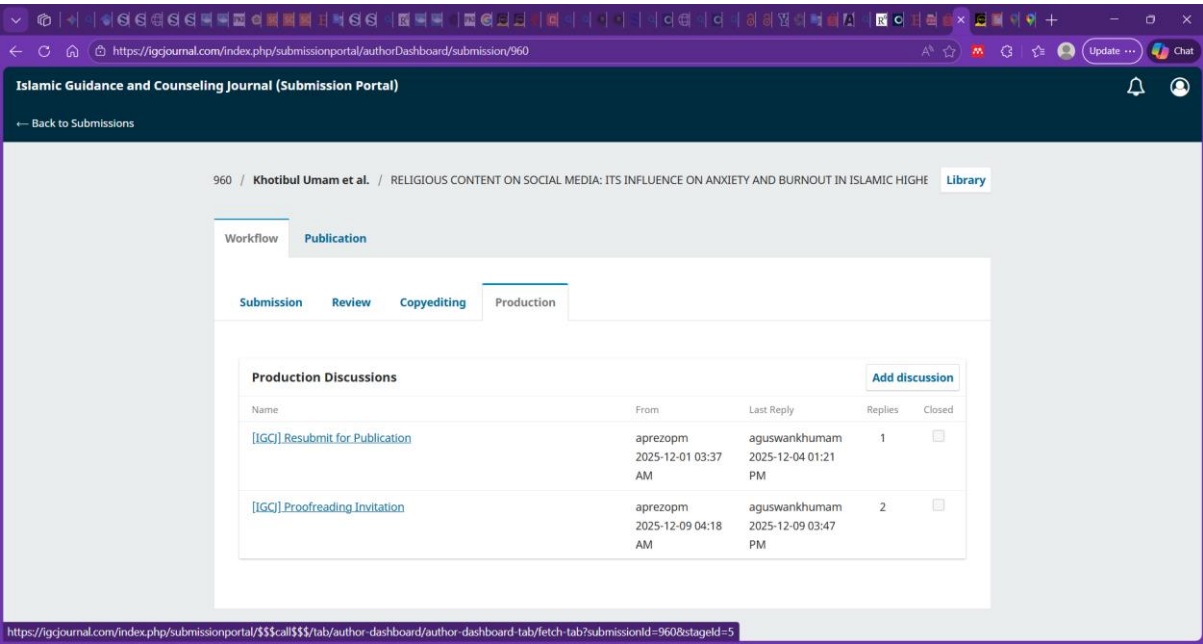 https://igcjournal.com/index.php/submissionportal/authorDashboard/submission/960
Update ...
Chat
Islamic Guidance and Counseling Journal (Submission Portal)
← Back to Submissions
960 / Khotibul Umam et al. / RELIGIOUS CONTENT ON SOCIAL MEDIA: ITS INFLUENCE ON ANXIETY AND BURNOUT IN ISLAMIC HIGHE Library
Workflow Publication
Submission Review Copyediting Production
Production Discussions Add discussion
Name From Last Reply Replies Closed
[IGCJ] Resubmit for Publication aprezopm aguswankhumam 1
2025-12-01 03:37 2025-12-04 01:21
AM PM
[IGCJ] Proofreading Invitation aprezopm aguswankhumam 2
2025-12-09 04:18 2025-12-09 03:47
AM PM
https://igcjournal.com/index.php/submissionportal/$$$call$$$/tab/author-dashboard/author-dashboard-tab/fetch-tab?submissionId=960&stageId=5